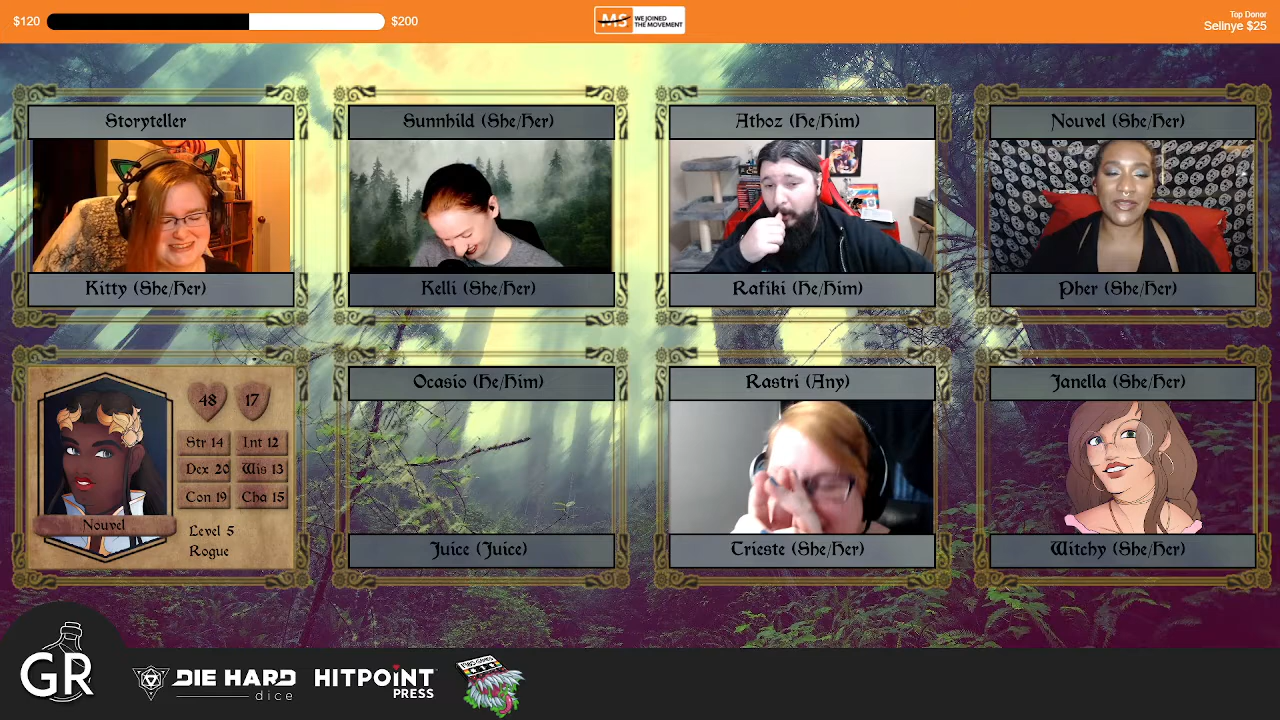 $120
$200
MS WE JOINED
THE MOVEMENT
Top Donor
Sellnye $25
Storyteller
Sunnhild (She/Her)
Athoz (He/Him)
Nouvel (She/Her)
Kitty (She/Her)
Kelli (She/Her)
Rafiki (He/Him)
Pher (She/Her)
48
17
Str 14
Int 12
Dex 20
Wis 13
Con 19
Cha 15
Nouvel
Level 5
Rogue
Ocasio (He/Him)
Rastri (Any)
Janella (She/Her)
Juice (Juice)
Trieste (She/Her)
Witchy (She/Her)
GR
DIE HARD
dice
HITPOINT
PRESS